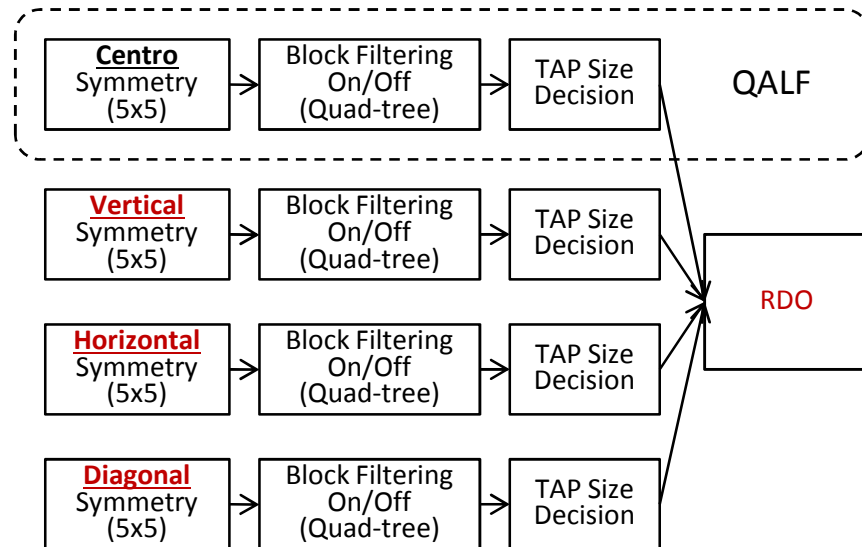 Centro
Symmetry
(5x5)
Block Filtering
On/Off
(Quad-tree)
TAP Size
Decision
QALF
Vertical
Symmetry
(5x5)
Block Filtering
On/Off
(Quad-tree)
TAP Size
Decision
RDO
Horizontal
Symmetry
(5x5)
Block Filtering
On/Off
(Quad-tree)
TAP Size
Decision
Diagonal
Symmetry
(5x5)
Block Filtering
On/Off
(Quad-tree)
TAP Size
Decision